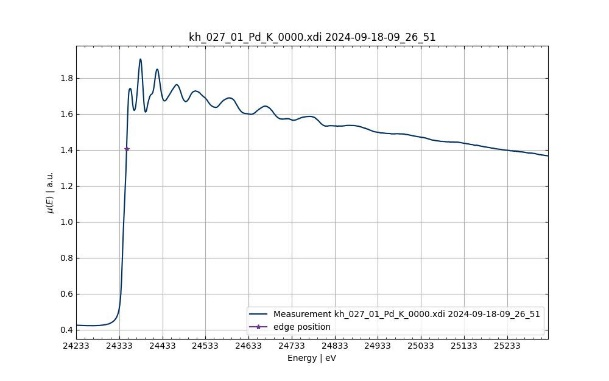 kh_027_01_Pd_K_0000.xdi 2024-09-18-09_26_51
1.8
1.6
1.4
1.2
1.0
0.8
0.6
0.4
μ(E) | a.u.
Measurement kh_027_01_Pd_K_0000.xdi 2024-09-18-09_26_51
edge position
24233 24333 24433 24533 24633 24733 24833 24933 25033 25133 25233
Energy | eV